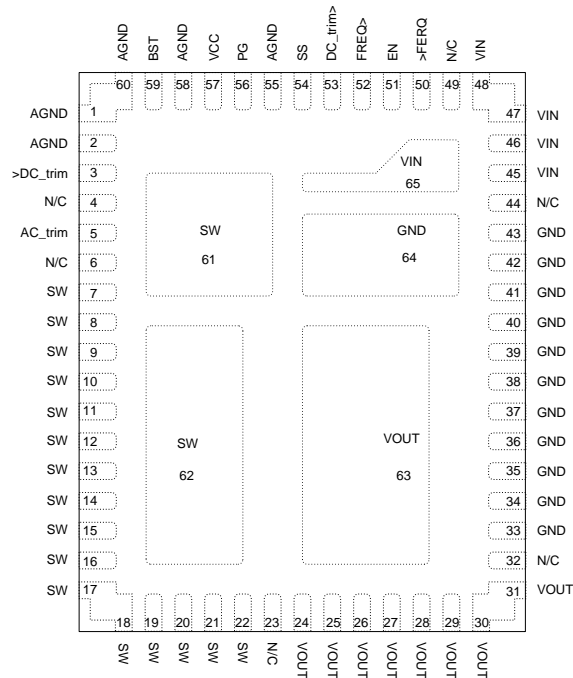 AGND BST AGND VCC PG AGND SS DC_trim> FREQ> EN >FERQ N/C VIN
60 59 58 57 56 55 54 53 52 51 50 49 48
AGND 1 47 VIN
AGND 2 46 VIN
>DC_trim 3 45 VIN
VIN
65
N/C 4 44 N/C
AC_trim 5 43 GND
SW GND
61 64
N/C 6 42 GND
SW 7 41 GND
SW 8 40 GND
SW 9 39 GND
SW 10 38 GND
SW 11 37 GND
SW 12 36 GND
SW VOUT
62 63
SW 13 35 GND
SW 14 34 GND
SW 15 33 GND
SW 16 32 N/C
SW 17 31 VOUT
18 19 20 21 22 23 24 25 26 27 28 29 30
SW SW SW SW SW N/C VOUT VOUT VOUT VOUT VOUT VOUT VOUT